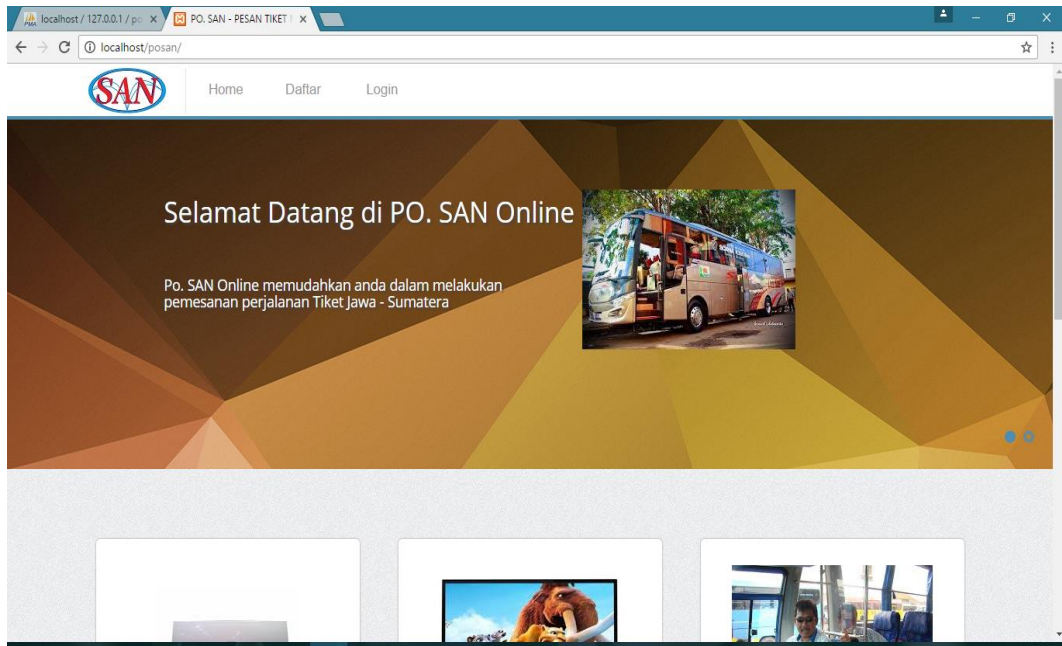 localhost / 127.0.0.1 / po
PO. SAN - PESAN TIKET
localhost/posan/
SAN
Home
Daftar
Login
Selamat Datang di PO. SAN Online
Po. SAN Online memudahkan anda dalam melakukan
pemesanan perjalanan Tiket Jawa - Sumatera